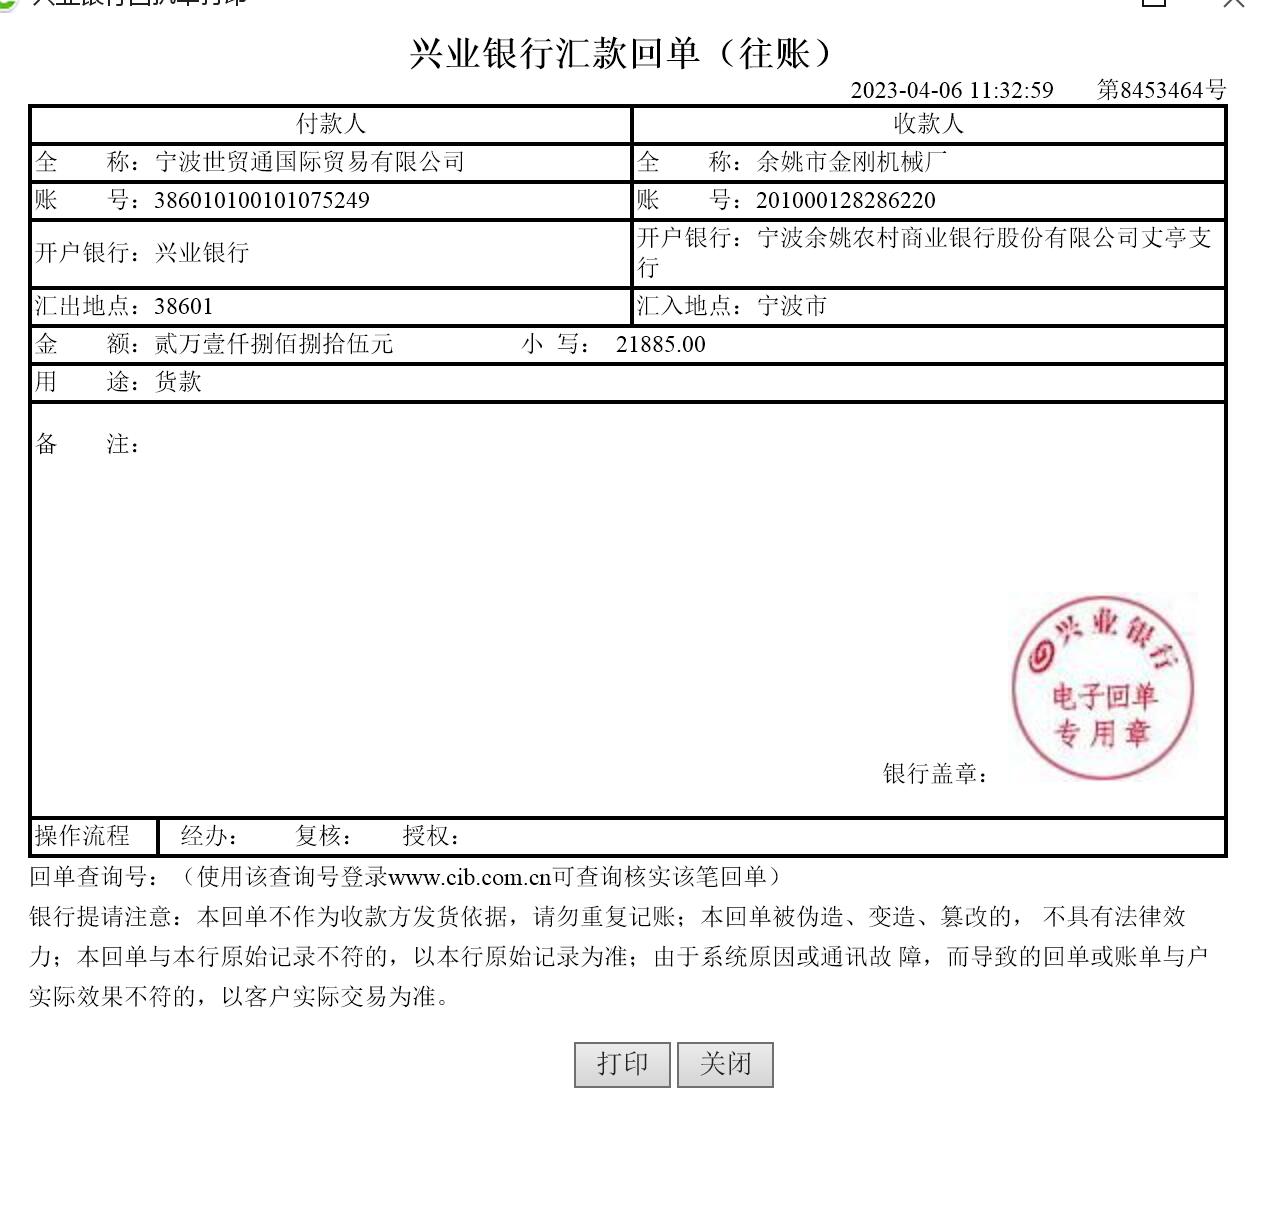 兴业银行回执单打印
兴业银行汇款回单（往账）
2023-04-06 11:32:59 第8453464号
付款人 收款人
全 称：宁波世贸通国际贸易有限公司 全 称：余姚市金刚机械厂
账 号：386010100101075249 账 号：201000128286220
开户银行：兴业银行 开户银行：宁波余姚农村商业银行股份有限公司丈亭支
行
汇出地点：38601 汇入地点：宁波市
金 额：贰万壹仟捌佰捌拾伍元 小 写： 21885.00
用 途：货款
备 注：
兴业银行
电子回单
专用章
银行盖章：
操作流程 经办： 复核： 授权：
回单查询号：（使用该查询号登录www.cib.com.cn可查询核实该笔回单）
银行提请注意：本回单不作为收款方发货依据，请勿重复记账；本回单被伪造、变造、篡改的， 不具有法律效
力；本回单与本行原始记录不符的，以本行原始记录为准；由于系统原因或通讯故 障，而导致的回单或账单与户
实际效果不符的，以客户实际交易为准。
打印 关闭